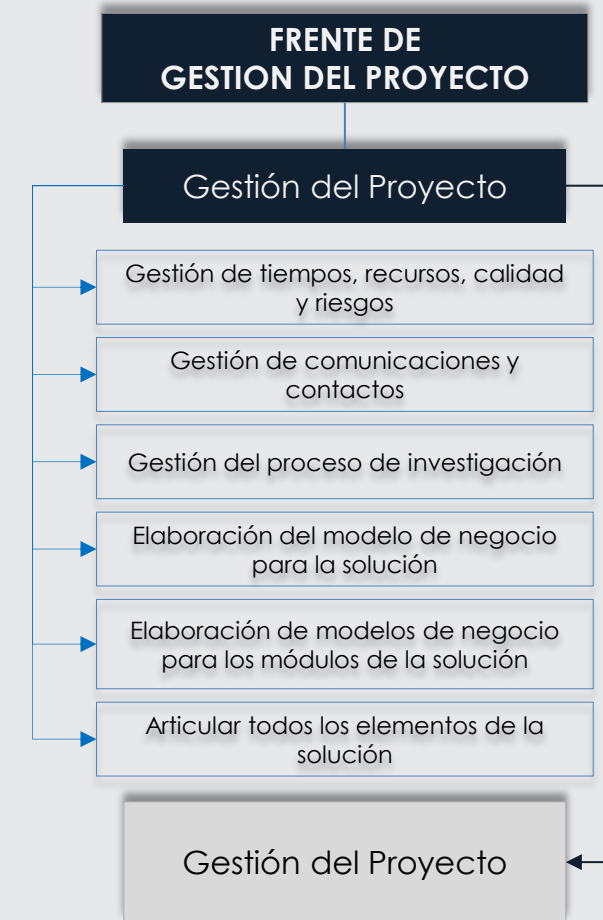 FRENTE DE
GESTION DEL PROYECTO
Gestión del Proyecto
Gestión de tiempos, recursos, calidad
y riesgos
Gestión de comunicaciones y
contactos
Gestión del proceso de investigación
Elaboración del modelo de negocio
para la solución
Elaboración de modelos de negocio
para los módulos de la solución
Articular todos los elementos de la
solución
Gestión del Proyecto